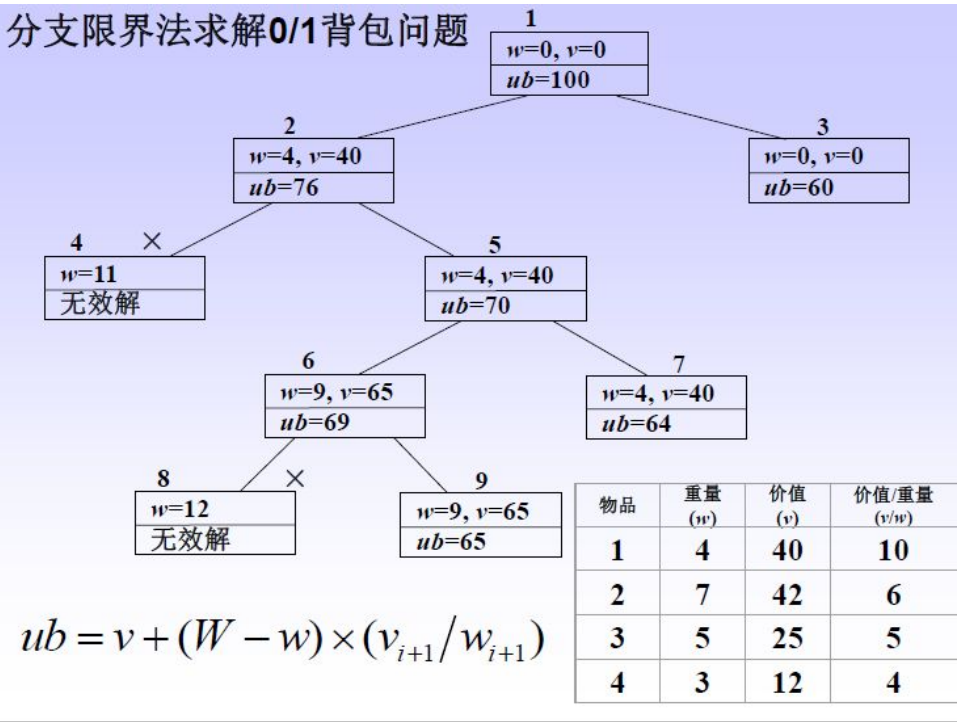 分支限界法求解0/1背包问题
1
w=0, v=0
ub=100
2
w=4, v=40
ub=76
3
w=0, v=0
ub=60
4 ×
w=11
无效解
5
w=4, v=40
ub=70
6
w=9, v=65
ub=69
7
w=4, v=40
ub=64
8 ×
w=12
无效解
9
w=9, v=65
ub=65
物品 重量(w) 价值(v) 价值/重量(v/w)
1 4 40 10
2 7 42 6
3 5 25 5
4 3 12 4
ub = v + (W − w) × (v_{i+1}/w_{i+1})